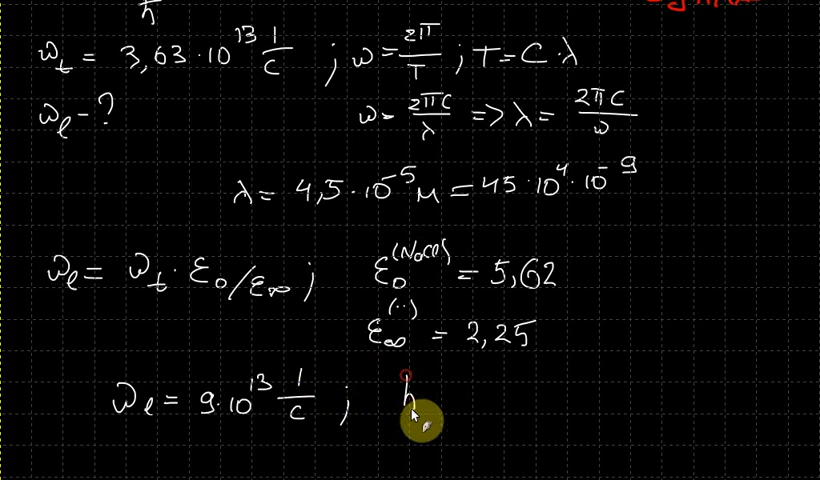 ħ
ω_t = 3,63·10^13 1/c ; ω = 2π/T ; T = C·λ
ω_l - ? ω = 2πc/λ => λ = 2πc/ω
λ = 4,5·10^-5 м = 45·10^4·10^-9
ω_l = ω_t · ε_0/ε_∞ ; ε_0^(NaCl) = 5,62
ε_∞^(..) = 2,25
ω_l = 9·10^13 1/c ; ħ